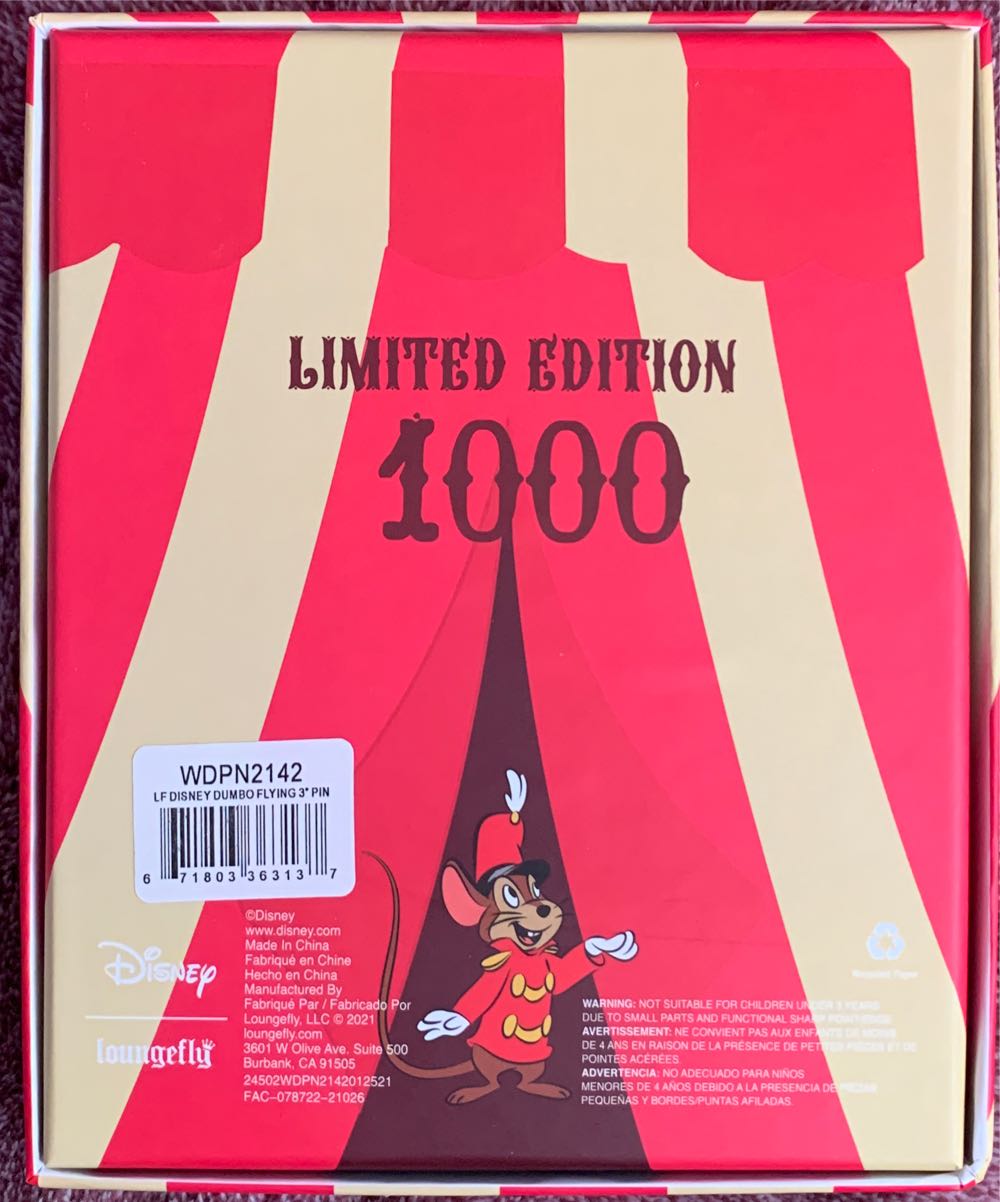 LIMITED EDITION
1000
WDPN2142
LF DISNEY DUMBO FLYING 3" PIN
6 71803 36313 7
©Disney
www.disney.com
Made In China
Fabriqué en Chine
Hecho en China
Manufactured By
Fabriqué Par / Fabricado Por
Loungefly, LLC © 2021
loungefly.com
3601 W Olive Ave. Suite 500
Burbank, CA 91505
24502WDPN2142012521
FAC-078722-21026
Disney
loungefly
Recycled Paper
WARNING: NOT SUITABLE FOR CHILDREN UNDER 3 YEARS
DUE TO SMALL PARTS AND FUNCTIONAL SHARP POINT/EDGE
AVERTISSEMENT: NE CONVIENT PAS AUX ENFANTS DE MOINS
DE 4 ANS EN RAISON DE LA PRÉSENCE DE PETITES PIÈCES ET DE
POINTES ACÉRÉES.
ADVERTENCIA: NO ADECUADO PARA NIÑOS
MENORES DE 4 AÑOS DEBIDO A LA PRESENCIA DE PIEZAS
PEQUEÑAS Y BORDES/PUNTAS AFILADAS.